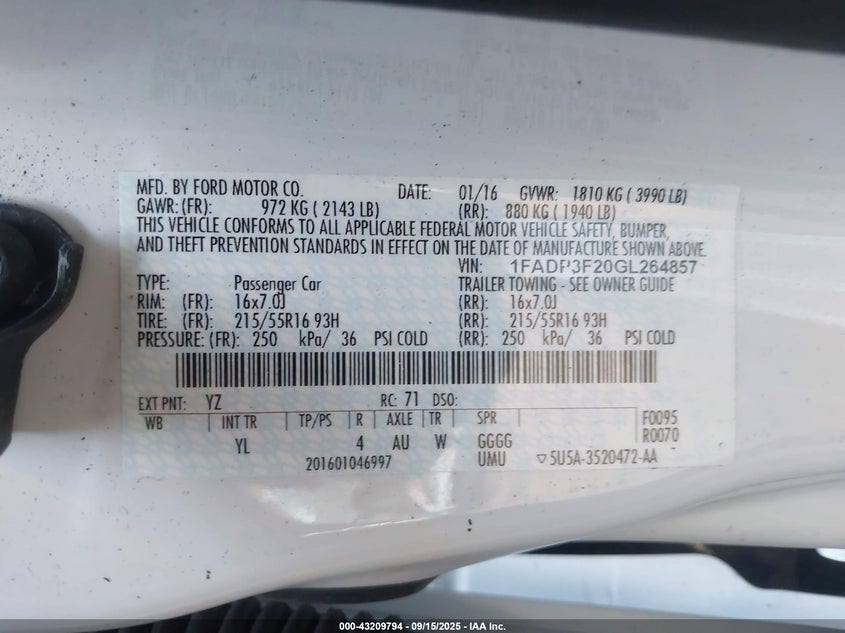 MFD. BY FORD MOTOR CO. DATE: 01/16 GVWR: 1810 KG ( 3990 LB)
GAWR: (FR): 972 KG ( 2143 LB) (RR): 880 KG ( 1940 LB)
THIS VEHICLE CONFORMS TO ALL APPLICABLE FEDERAL MOTOR VEHICLE SAFETY, BUMPER,
AND THEFT PREVENTION STANDARDS IN EFFECT ON THE DATE OF MANUFACTURE SHOWN ABOVE.
VIN: 1FADP3F20GL264857
TYPE: Passenger Car TRAILER TOWING - SEE OWNER GUIDE
RIM: (FR): 16x7.0J (RR): 16x7.0J
TIRE: (FR): 215/55R16 93H (RR): 215/55R16 93H
PRESSURE: (FR): 250 kPa/ 36 PSI COLD (RR): 250 kPa/ 36 PSI COLD
EXT PNT: YZ RC: 71 DSO:
WB INT TR TP/PS R AXLE TR SPR F0095
YL 4 AU W GGGG R0070
201601046997 UMU ▽5U5A-3520472-AA
000-43209794 - 09/15/2025 - IAA Inc.